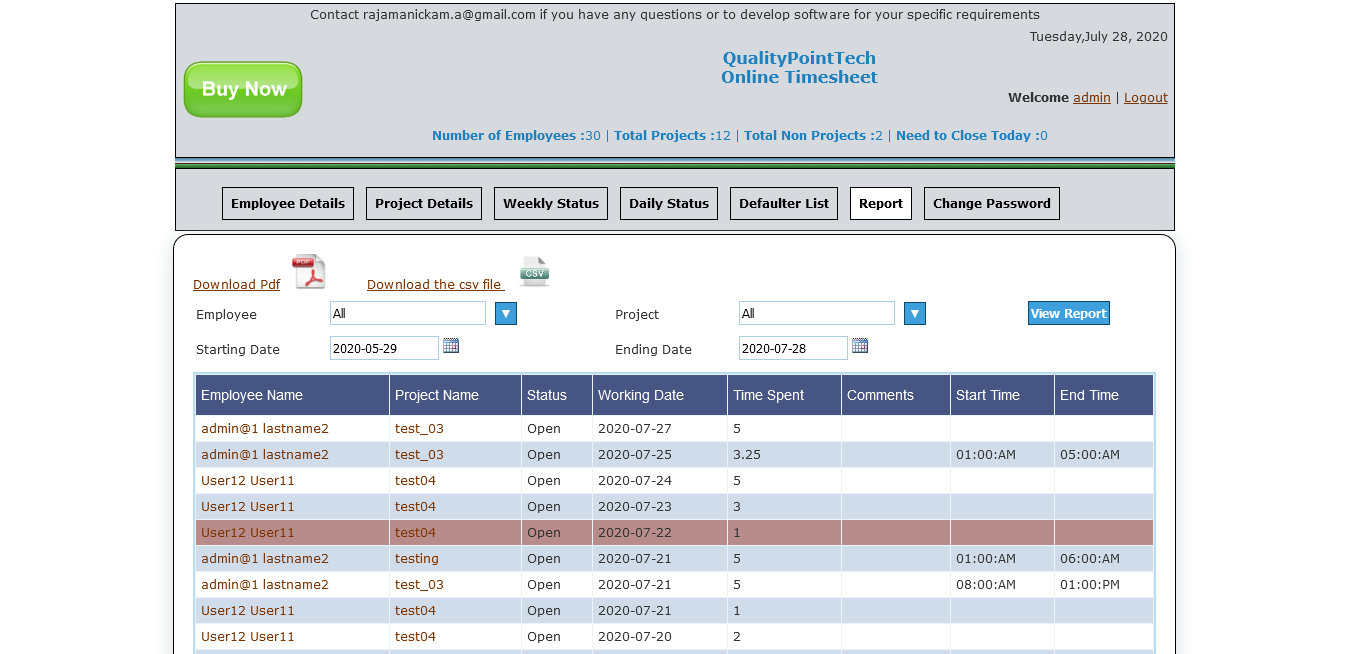 Contact rajamanickam.a@gmail.com if you have any questions or to develop software for your specific requirements
Tuesday,July 28, 2020
QualityPointTech
Online Timesheet
Buy Now
Welcome admin | Logout
Number of Employees :30 | Total Projects :12 | Total Non Projects :2 | Need to Close Today :0
Employee Details Project Details Weekly Status Daily Status Defaulter List Report Change Password
Download Pdf PDF Download the csv file CSV
Employee All Project All View Report
Starting Date 2020-05-29 Ending Date 2020-07-28
Employee Name Project Name Status Working Date Time Spent Comments Start Time End Time
admin@1 lastname2 test_03 Open 2020-07-27 5
admin@1 lastname2 test_03 Open 2020-07-25 3.25 01:00:AM 05:00:AM
User12 User11 test04 Open 2020-07-24 5
User12 User11 test04 Open 2020-07-23 3
User12 User11 test04 Open 2020-07-22 1
admin@1 lastname2 testing Open 2020-07-21 5 01:00:AM 06:00:AM
admin@1 lastname2 test_03 Open 2020-07-21 5 08:00:AM 01:00:PM
User12 User11 test04 Open 2020-07-21 1
User12 User11 test04 Open 2020-07-20 2